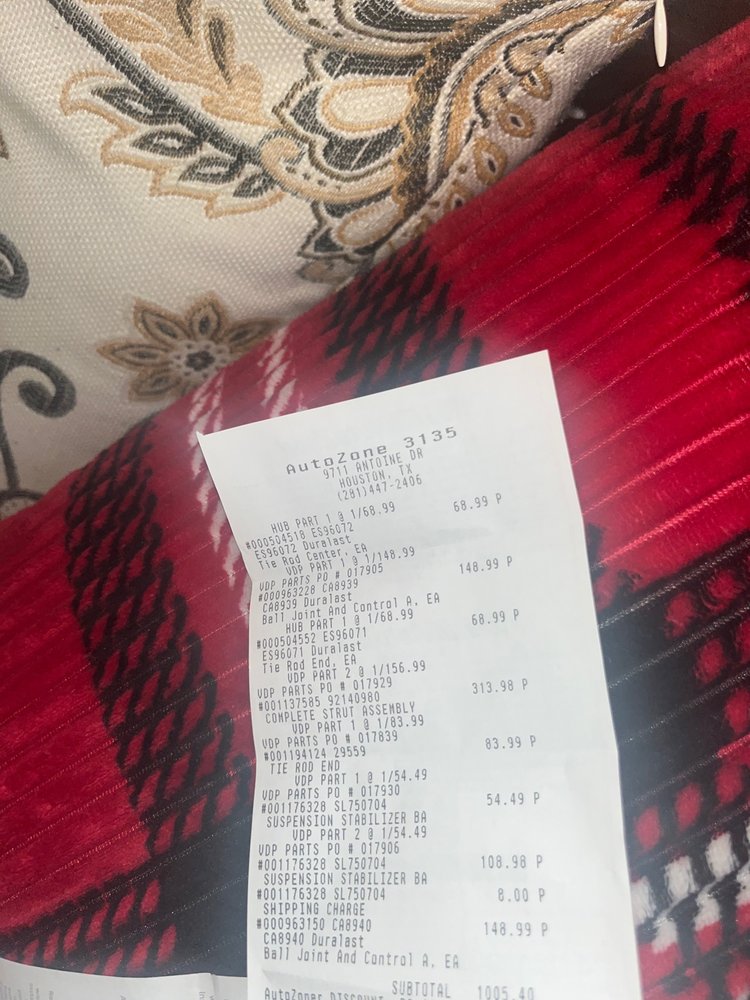 AutoZone 3135
9711 ANTOINE DR
HOUSTON, TX
(281)447-2406
HUB PART 1 @ 1/68.99 68.99 P
#000504518 ES96072
ES96072 Duralast
Tie Rod Center, EA
VDP PART 1 @ 1/148.99
VDP PARTS PO # 017905 148.99 P
#000963228 CA8939
CA8939 Duralast
Ball Joint And Control A, EA
HUB PART 1 @ 1/68.99 68.99 P
#000504552 ES96071
ES96071 Duralast
Tie Rod End, EA
VDP PART 2 @ 1/156.99
VDP PARTS PO # 017929 313.98 P
#001137585 92140980
COMPLETE STRUT ASSEMBLY
VDP PART 1 @ 1/83.99
VDP PARTS PO # 017839 83.99 P
#001194124 29559
TIE ROD END
VDP PART 1 @ 1/54.49
VDP PARTS PO # 017930 54.49 P
#001176328 SL750704
SUSPENSION STABILIZER BA
VDP PART 2 @ 1/54.49
VDP PARTS PO # 017906
#001176328 SL750704 108.98 P
SUSPENSION STABILIZER BA
#001176328 SL750704 8.00 P
SHIPPING CHARGE
#000963150 CA8940 148.99 P
CA8940 Duralast
Ball Joint And Control A, EA
SUBTOTAL 1005.40
AutoZoner DISCOUNT